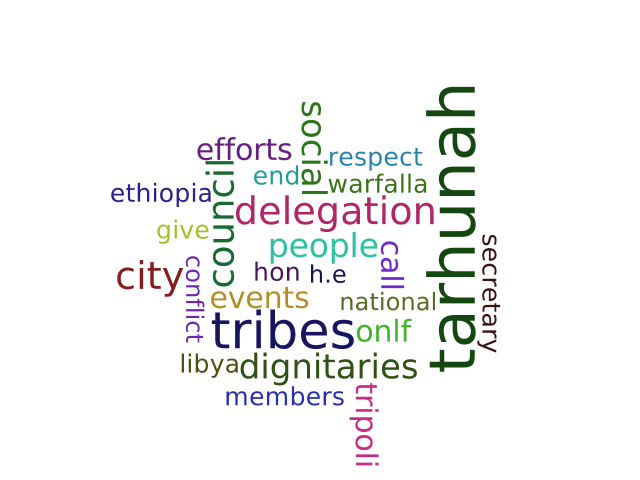 social
tarhunah
efforts
respect
council
end
warfalla
ethiopia
delegation
give
people
call
secretary
city
conflict
hon
h.e
events
national
tribes
onlf
libya
dignitaries
members
tripoli